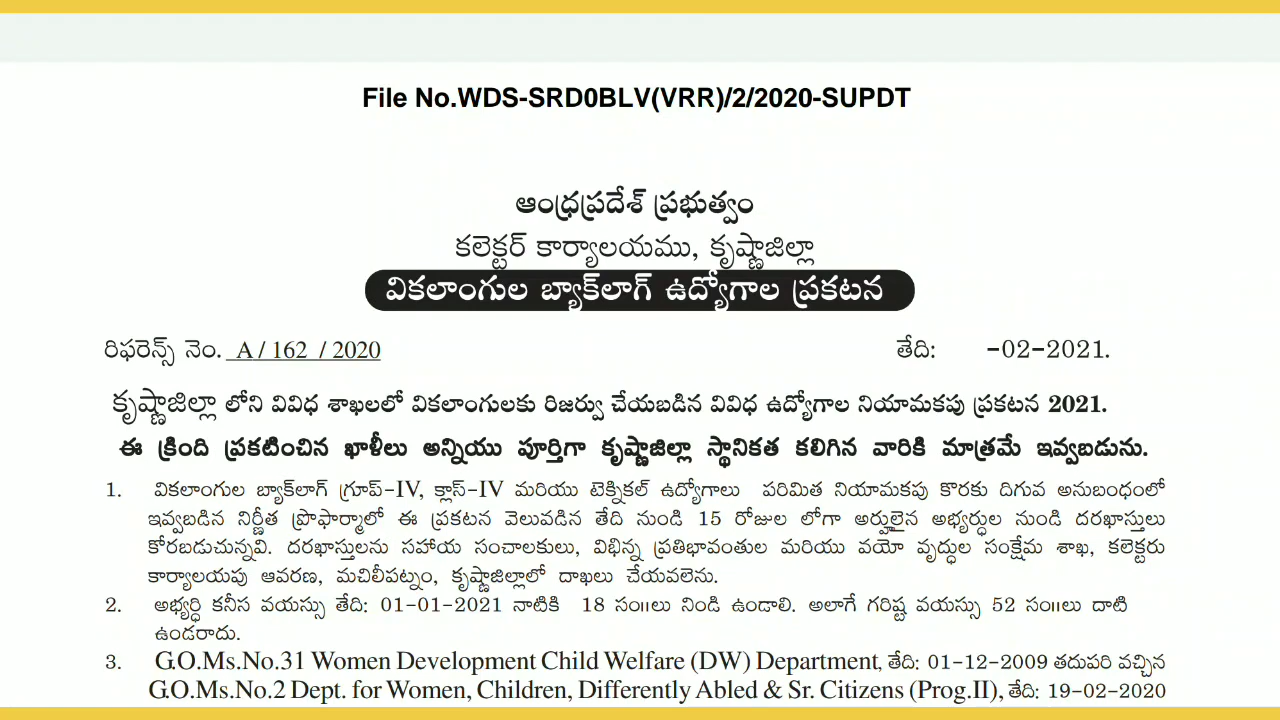 File No.WDS-SRD0BLV(VRR)/2/2020-SUPDT
ఆంధ్రప్రదేశ్ ప్రభుత్వం
కలెక్టర్ కార్యాలయము, కృష్ణాజిల్లా
వికలాంగుల బ్యాక్‌లాగ్ ఉద్యోగాల ప్రకటన
రిఫరెన్స్ నెం. A / 162 / 2020 తేది: -02-2021.
కృష్ణాజిల్లా లోని వివిధ శాఖలలో వికలాంగులకు రిజర్వు చేయబడిన వివిధ ఉద్యోగాల నియామకపు ప్రకటన 2021.
ఈ క్రింది ప్రకటించిన ఖాళీలు అన్నియు పూర్తిగా కృష్ణాజిల్లా స్థానికత కలిగిన వారికి మాత్రమే ఇవ్వబడును.
1. వికలాంగుల బ్యాక్‌లాగ్ గ్రూప్-IV, క్లాస్-IV మరియు టెక్నికల్ ఉద్యోగాలు పరిమిత నియామకపు కొరకు దిగువ అనుబంధంలో
ఇవ్వబడిన నిర్ణీత ప్రొఫార్మాలో ఈ ప్రకటన వెలువడిన తేది నుండి 15 రోజుల లోగా అర్హులైన అభ్యర్ధుల నుండి దరఖాస్తులు
కోరబడుచున్నవి. దరఖాస్తులను సహాయ సంచాలకులు, విభిన్న ప్రతిభావంతుల మరియు వయో వృద్ధుల సంక్షేమ శాఖ, కలెక్టరు
కార్యాలయపు ఆవరణ, మచిలీపట్నం, కృష్ణాజిల్లాలో దాఖలు చేయవలెను.
2. అభ్యర్ధి కనీస వయస్సు తేది: 01-01-2021 నాటికి 18 సం॥లు నిండి ఉండాలి. అలాగే గరిష్ట వయస్సు 52 సం॥లు దాటి
ఉండరాదు.
3. G.O.Ms.No.31 Women Development Child Welfare (DW) Department, తేది: 01-12-2009 తదుపరి వచ్చిన
G.O.Ms.No.2 Dept. for Women, Children, Differently Abled & Sr. Citizens (Prog.II), తేది: 19-02-2020